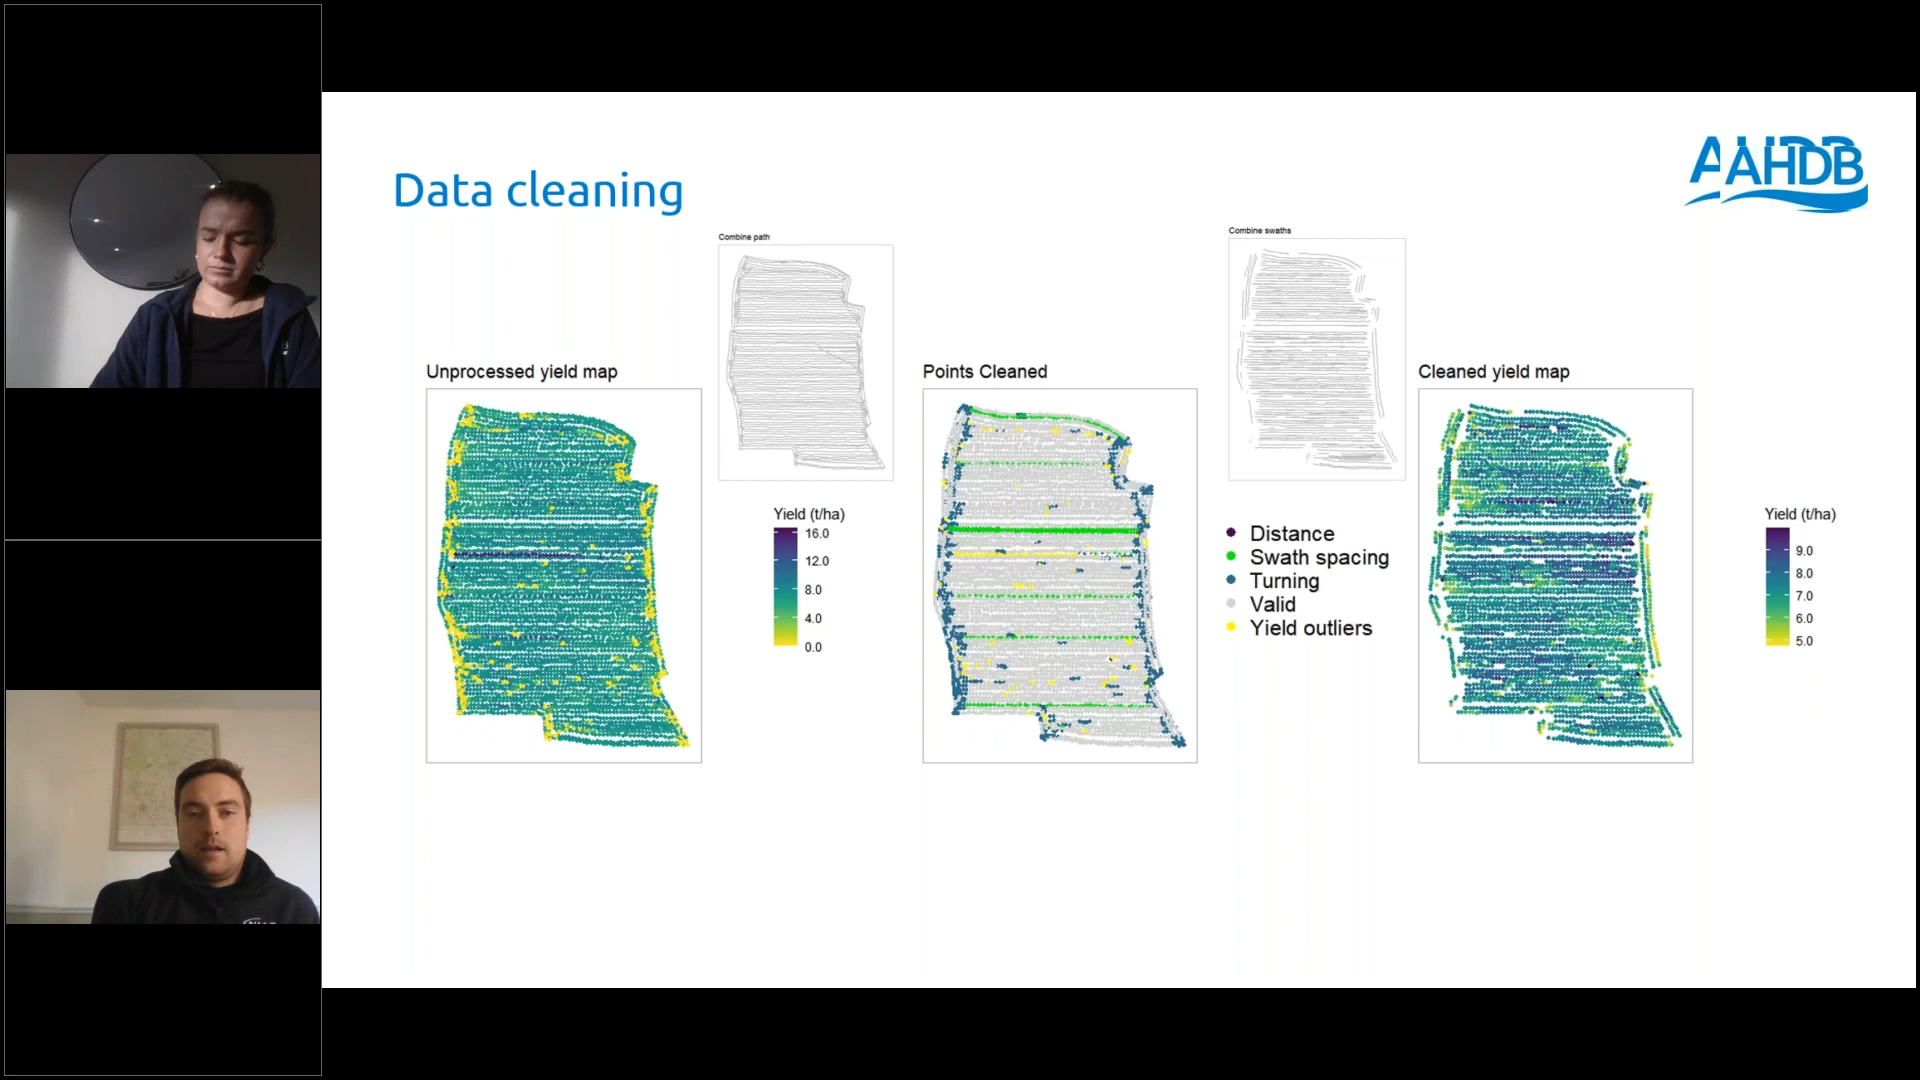 AAHDB
Data cleaning
Combine path
Combine swaths
Unprocessed yield map
Points Cleaned
Cleaned yield map
Yield (t/ha)
16.0
12.0
8.0
4.0
0.0
Distance
Swath spacing
Turning
Valid
Yield outliers
Yield (t/ha)
9.0
8.0
7.0
6.0
5.0